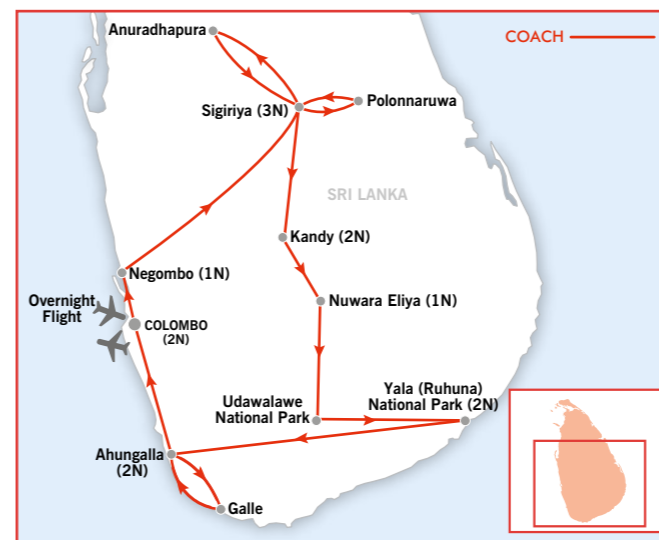 Anuradhapura
COACH
Sigiriya (3N)
Polonnaruwa
SRI LANKA
Kandy (2N)
Negombo (1N)
Overnight
Flight
Nuwara Eliya (1N)
COLOMBO
(2N)
Udawalawe
National Park
Yala (Ruhuna)
National Park (2N)
Ahungalla
(2N)
Galle